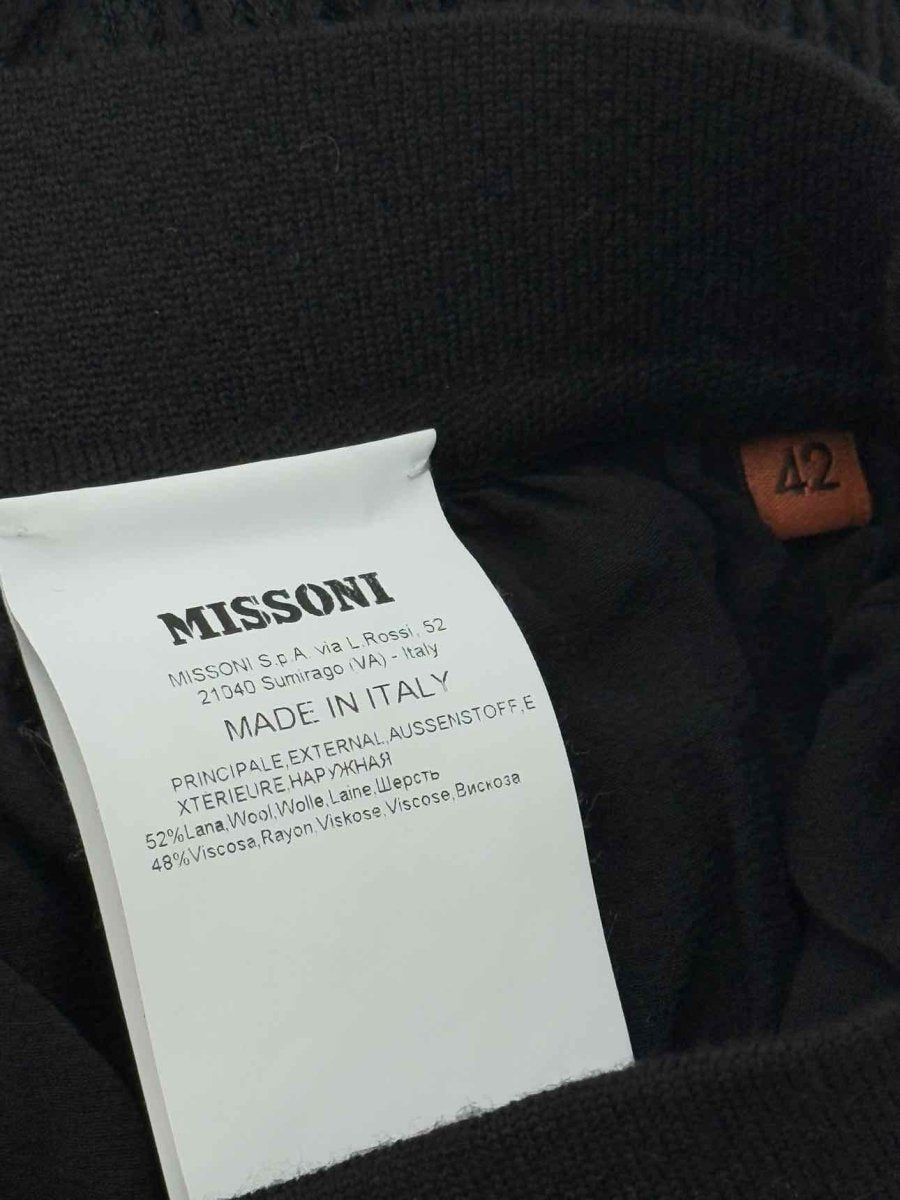 42
MISSONI
MISSONI S.p.A. via L.Rossi, 52
21040 Sumirago (VA) - Italy
MADE IN ITALY
PRINCIPALE,EXTERNAL,AUSSENSTOFF,E
XTERIEURE,НАРУЖНАЯ
52%Lana,Wool,Wolle,Laine,Шерсть
48%Viscosa,Rayon,Viskose,Viscose,Вискоза